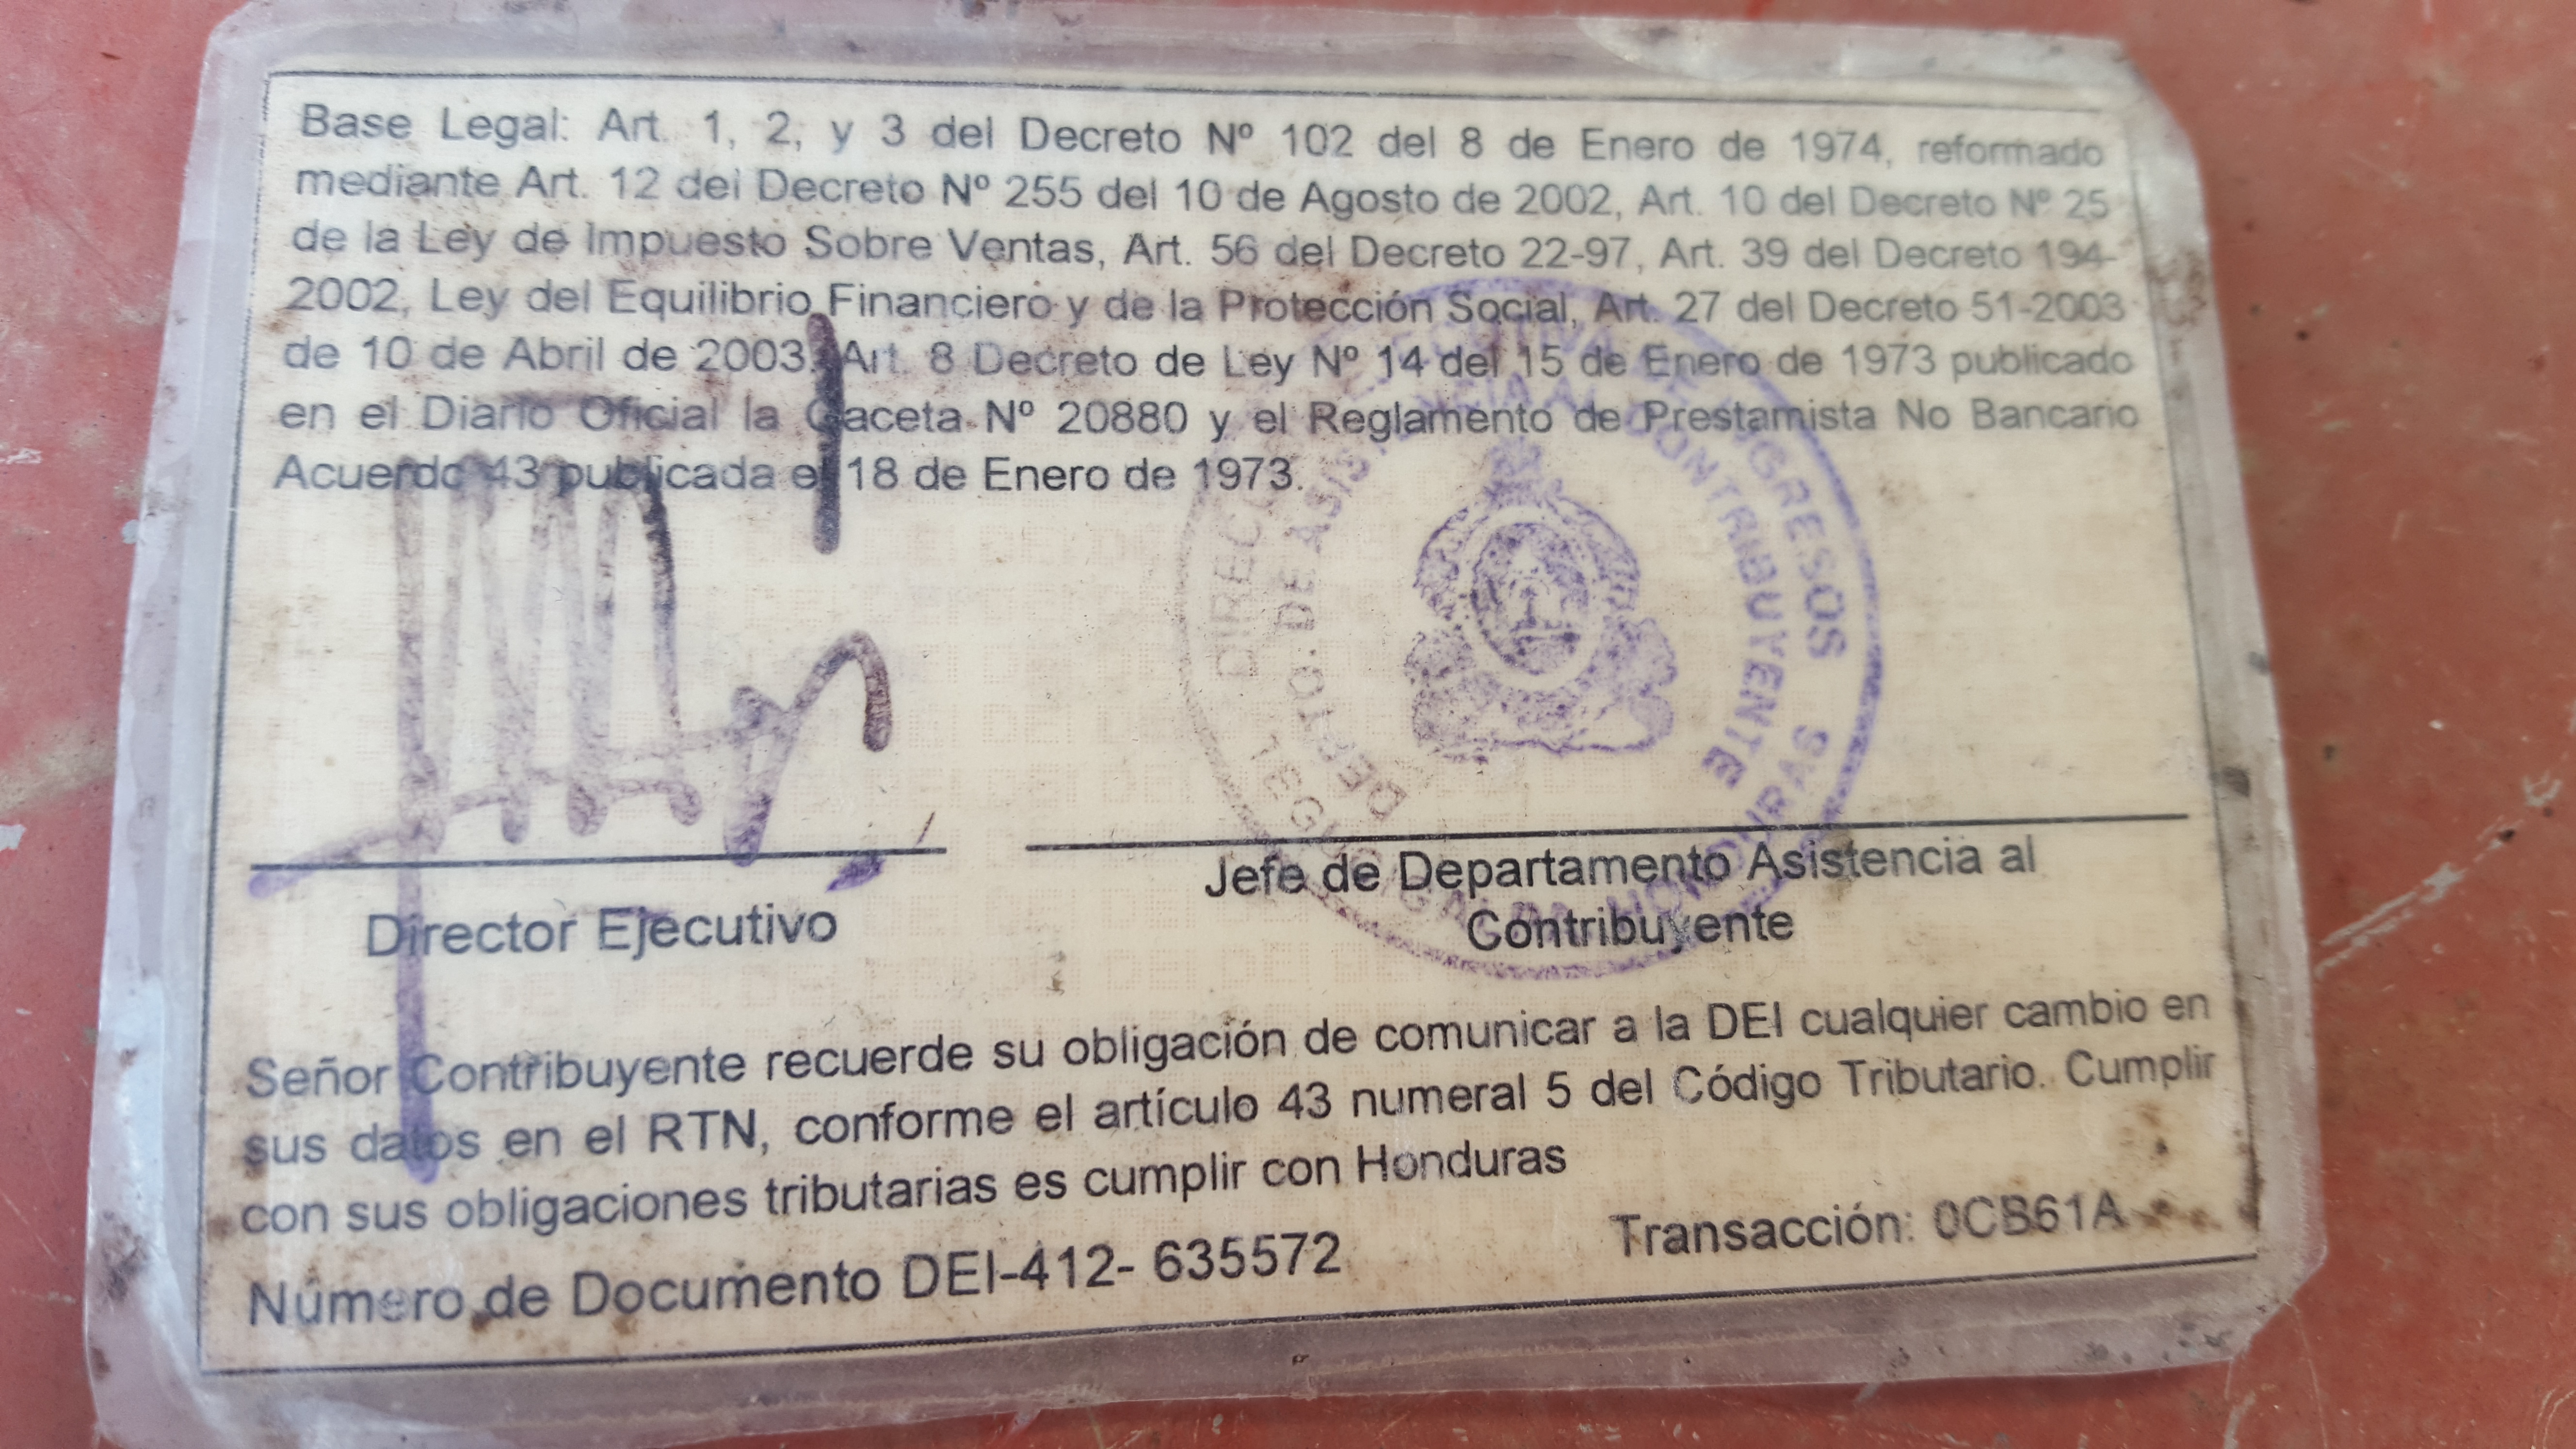 Base Legal: Art. 1, 2, y 3 del Decreto Nº 102 del 8 de Enero de 1974, reformado
mediante Art. 12 del Decreto Nº 255 del 10 de Agosto de 2002, Art. 10 del Decreto Nº 25
de la Ley de Impuesto Sobre Ventas, Art. 56 del Decreto 22-97, Art. 39 del Decreto 194-
2002, Ley del Equilibrio Financiero y de la Protección Social, Art. 27 del Decreto 51-2003
de 10 de Abril de 2003, Art. 8 Decreto de Ley Nº 14 del 15 de Enero de 1973 publicado
en el Diario Oficial la Gaceta Nº 20880 y el Reglamento de Prestamista No Bancario
Acuerdo 43 publicada el 18 de Enero de 1973.
INGRESOS
DEPTO. DE ASISTENCIA AL CONTRIBUYENTE
HONDURAS
Director Ejecutivo
Jefe de Departamento Asistencia al
Contribuyente
Señor Contribuyente recuerde su obligación de comunicar a la DEI cualquier cambio en
sus datos en el RTN, conforme el artículo 43 numeral 5 del Código Tributario. Cumplir
con sus obligaciones tributarias es cumplir con Honduras
Transacción: 0CB61A
Número de Documento DEI-412- 635572